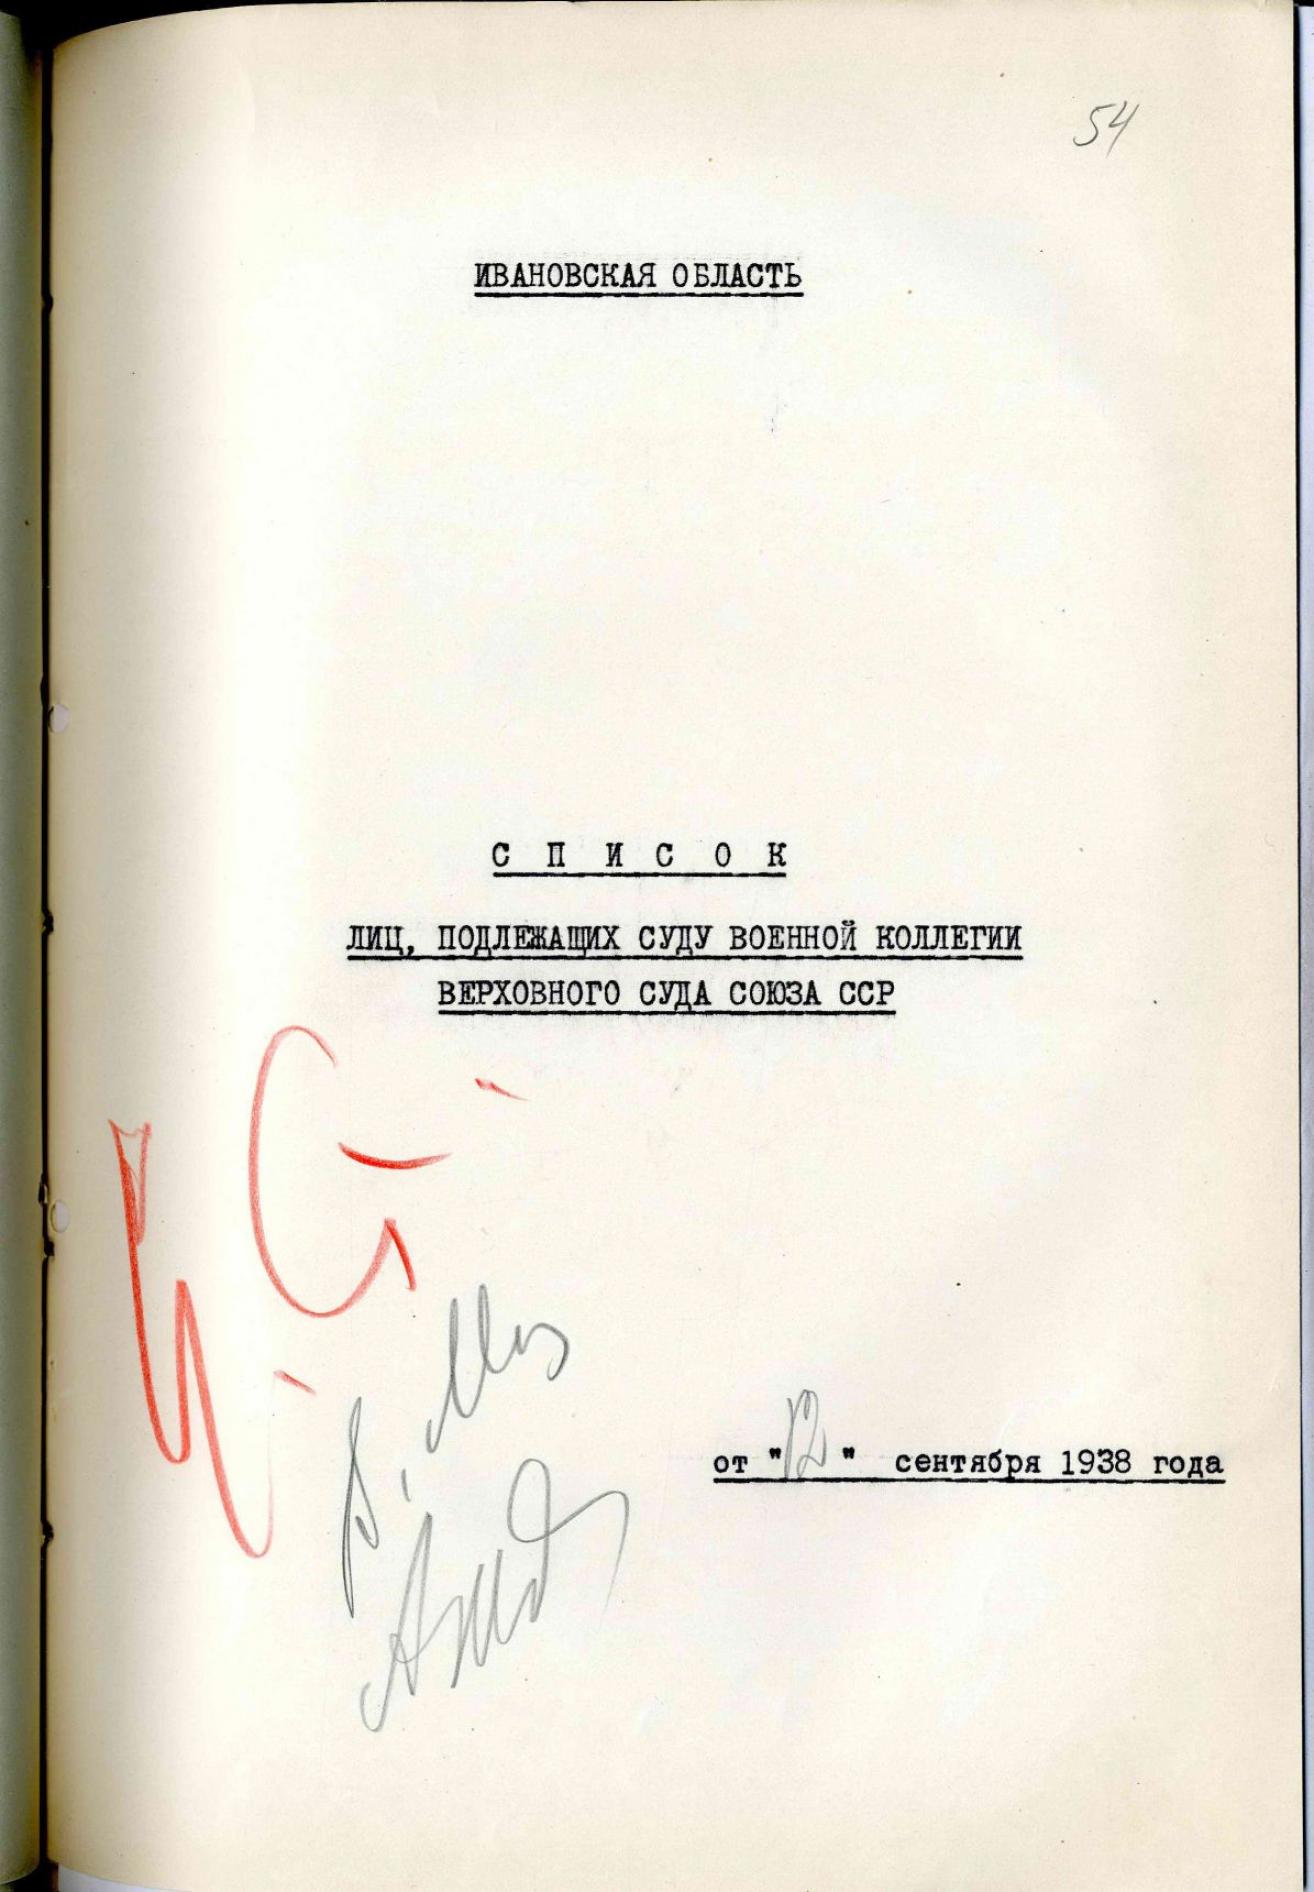 54
ИВАНОВСКАЯ ОБЛАСТЬ
С П И С О К
ЛИЦ, ПОДЛЕЖАЩИХ СУДУ ВОЕННОЙ КОЛЛЕГИИ
ВЕРХОВНОГО СУДА СОЮЗА ССР
от "12" сентября 1938 года